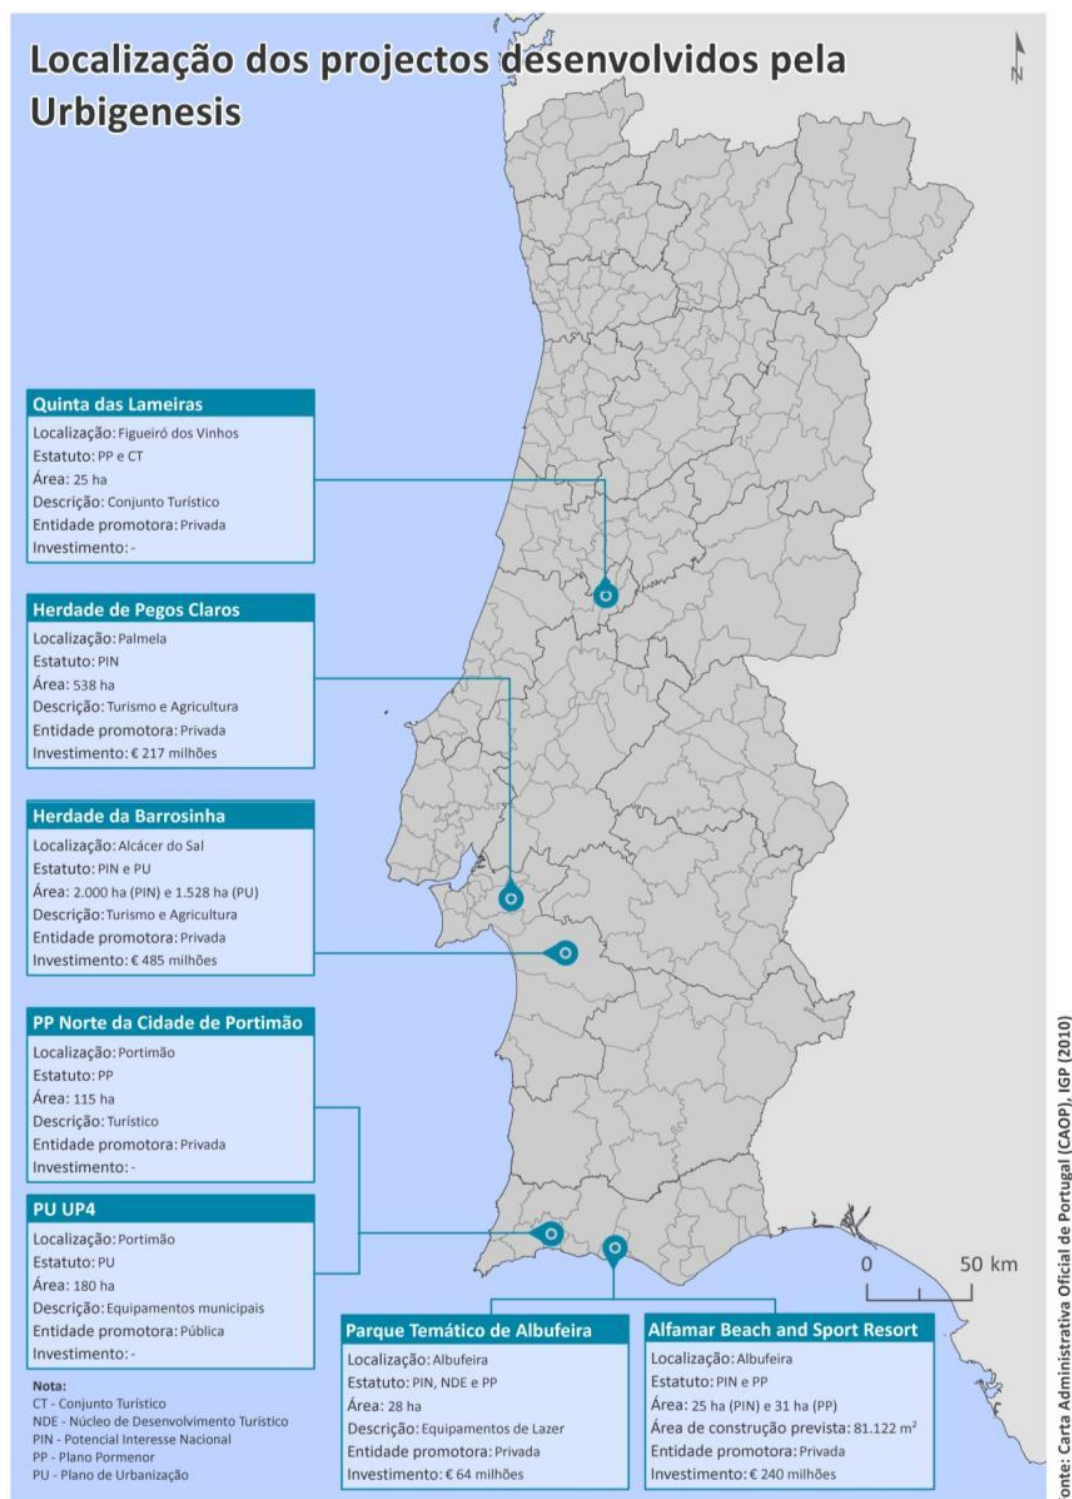 Localização dos projectos desenvolvidos pela
Urbigenesis
N
Quinta das Lameiras
Localização: Figueiró dos Vinhos
Estatuto: PP e CT
Área: 25 ha
Descrição: Conjunto Turístico
Entidade promotora: Privada
Investimento: -
Herdade de Pegos Claros
Localização: Palmela
Estatuto: PIN
Área: 538 ha
Descrição: Turismo e Agricultura
Entidade promotora: Privada
Investimento: € 217 milhões
Herdade da Barrosinha
Localização: Alcácer do Sal
Estatuto: PIN e PU
Área: 2.000 ha (PIN) e 1.528 ha (PU)
Descrição: Turismo e Agricultura
Entidade promotora: Privada
Investimento: € 485 milhões
PP Norte da Cidade de Portimão
Localização: Portimão
Estatuto: PP
Área: 115 ha
Descrição: Turístico
Entidade promotora: Privada
Investimento: -
PU UP4
Localização: Portimão
Estatuto: PU
Área: 180 ha
Descrição: Equipamentos municipais
Entidade promotora: Pública
Investimento: -
Nota:
CT - Conjunto Turístico
NDE - Núcleo de Desenvolvimento Turístico
PIN - Potencial Interesse Nacional
PP - Plano Pormenor
PU - Plano de Urbanização
Parque Temático de Albufeira
Localização: Albufeira
Estatuto: PIN, NDE e PP
Área: 28 ha
Descrição: Equipamentos de Lazer
Entidade promotora: Privada
Investimento: € 64 milhões
Alfamar Beach and Sport Resort
Localização: Albufeira
Estatuto: PIN e PP
Área: 25 ha (PIN) e 31 ha (PP)
Área de construção prevista: 81.122 m²
Entidade promotora: Privada
Investimento: € 240 milhões
0 50 km
Fonte: Carta Administrativa Oficial de Portugal (CAOP), IGP (2010)